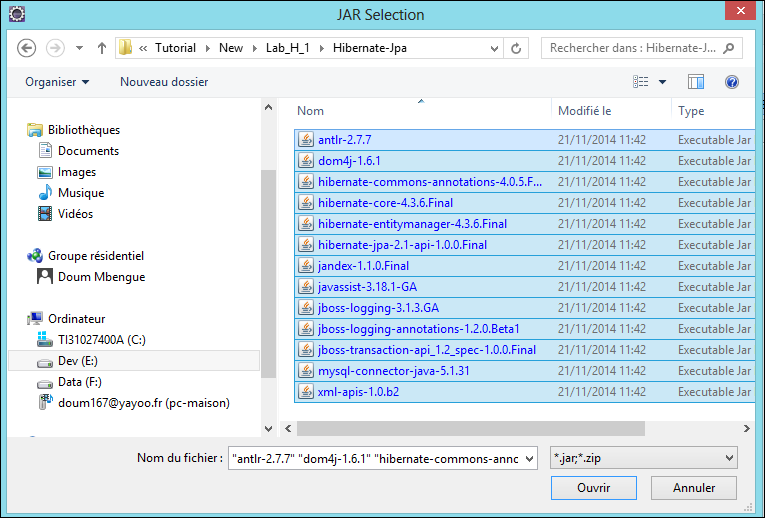 JAR Selection
« Tutorial New Lab_H_1 Hibernate-Jpa Rechercher dans : Hibernate-J...
Organiser Nouveau dossier
Nom Modifié le Type
Bibliothèques
Documents
Images
Musique
Vidéos
Groupe résidentiel
Doum Mbengue
Ordinateur
TI31027400A (C:)
Dev (E:)
Data (F:)
doum167@yayoo.fr (pc-maison)
antlr-2.7.7 21/11/2014 11:42 Executable Jar
dom4j-1.6.1 21/11/2014 11:42 Executable Jar
hibernate-commons-annotations-4.0.5.F... 21/11/2014 11:42 Executable Jar
hibernate-core-4.3.6.Final 21/11/2014 11:42 Executable Jar
hibernate-entitymanager-4.3.6.Final 21/11/2014 11:42 Executable Jar
hibernate-jpa-2.1-api-1.0.0.Final 21/11/2014 11:42 Executable Jar
jandex-1.1.0.Final 21/11/2014 11:42 Executable Jar
javassist-3.18.1-GA 21/11/2014 11:42 Executable Jar
jboss-logging-3.1.3.GA 21/11/2014 11:42 Executable Jar
jboss-logging-annotations-1.2.0.Beta1 21/11/2014 11:42 Executable Jar
jboss-transaction-api_1.2_spec-1.0.0.Final 21/11/2014 11:42 Executable Jar
mysql-connector-java-5.1.31 21/11/2014 11:42 Executable Jar
xml-apis-1.0.b2 21/11/2014 11:42 Executable Jar
Nom du fichier : "antlr-2.7.7" "dom4j-1.6.1" "hibernate-commons-annc *.jar;*.zip
Ouvrir Annuler